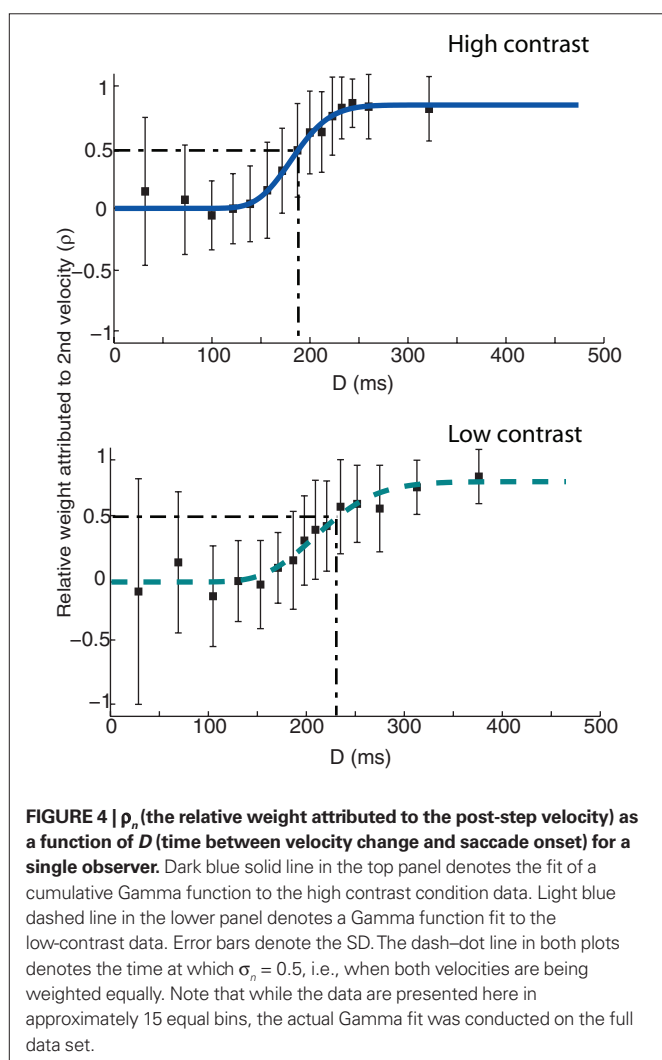 High contrast
1
0.5
0
−0.5
−1
0 100 200 300 400 500
D (ms)
Relative weight attributed to 2nd velocity (ρ)
Low contrast
1
0.5
0
−0.5
−1
0 100 200 300 400 500
D (ms)
FIGURE 4 | ρn (the relative weight attributed to the post-step velocity) as
a function of D (time between velocity change and saccade onset) for a
single observer. Dark blue solid line in the top panel denotes the fit of a
cumulative Gamma function to the high contrast condition data. Light blue
dashed line in the lower panel denotes a Gamma function fit to the
low-contrast data. Error bars denote the SD. The dash–dot line in both plots
denotes the time at which σn = 0.5, i.e., when both velocities are being
weighted equally. Note that while the data are presented here in
approximately 15 equal bins, the actual Gamma fit was conducted on the full
data set.